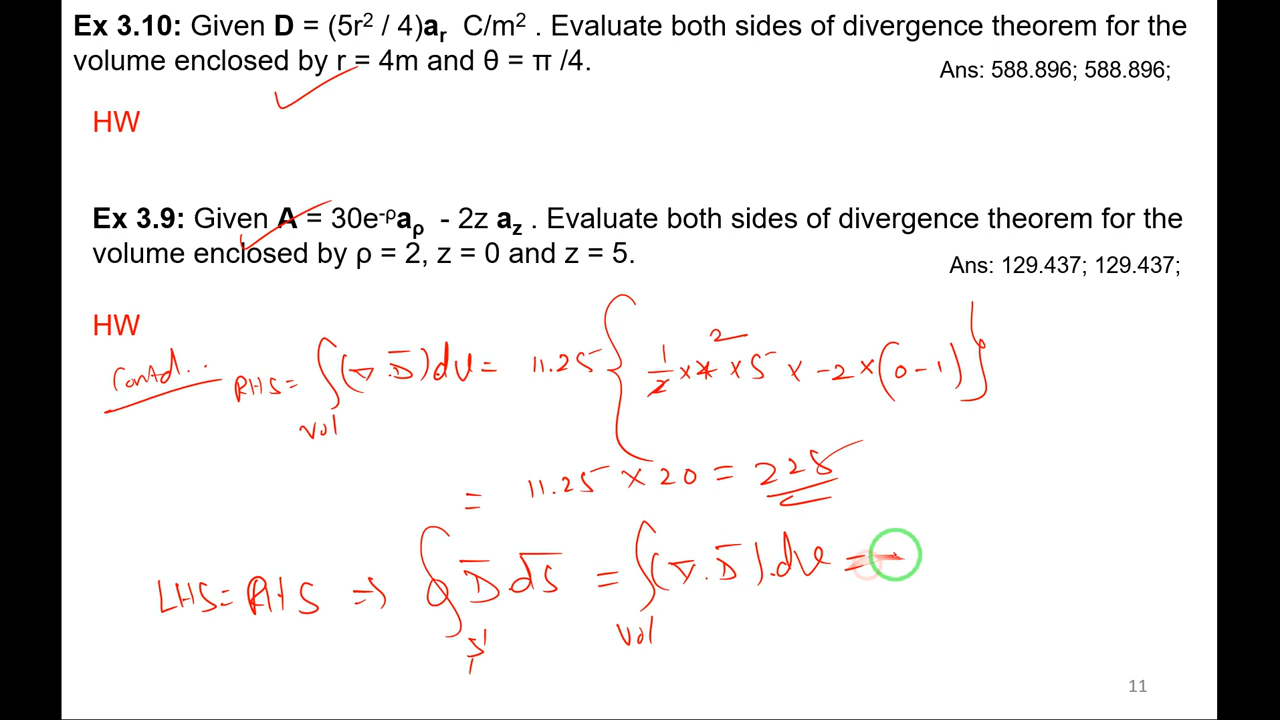 Ex 3.10: Given D = (5r² / 4)aᵣ C/m² . Evaluate both sides of divergence theorem for the
volume enclosed by r = 4m and θ = π /4.
Ans: 588.896; 588.896;
HW
Ex 3.9: Given A = 30e⁻ᵖaᵨ - 2z a_z . Evaluate both sides of divergence theorem for the
volume enclosed by ρ = 2, z = 0 and z = 5.
Ans: 129.437; 129.437;
HW
Contd...
RHS = ∫vol (∇.D̅)dv = 11.25 { 1/2 × 4 2 × 5 × -2 × (0 - 1) }
= 11.25 × 20 = 225
LHS = RHS ⇒ ∮s D̅ dS̅ = ∫vol (∇.D̅).dv =
11